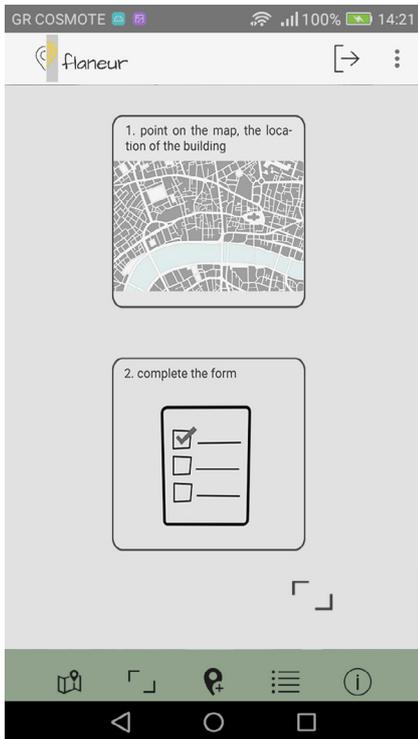 GR COSMOTE 100% 14:21
flaneur
1. point on the map, the loca-
tion of the building
2. complete the form